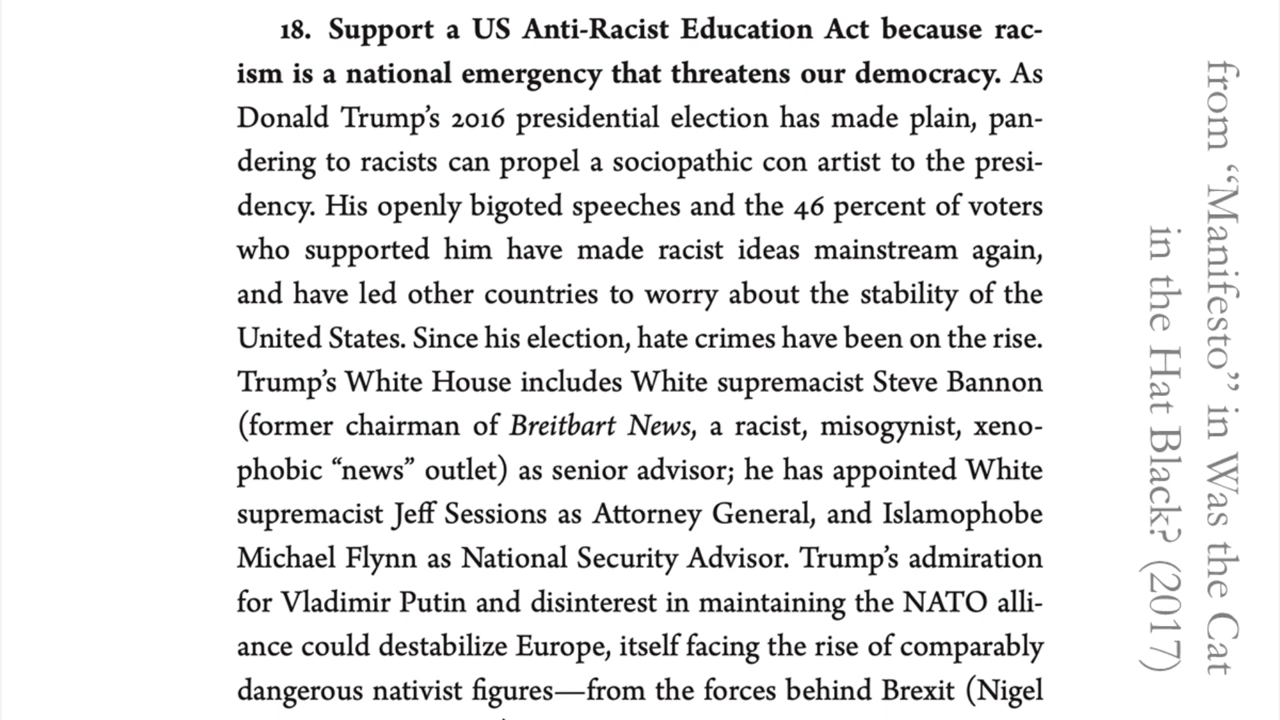 18. Support a US Anti-Racist Education Act because rac-
ism is a national emergency that threatens our democracy. As
Donald Trump’s 2016 presidential election has made plain, pan-
dering to racists can propel a sociopathic con artist to the presi-
dency. His openly bigoted speeches and the 46 percent of voters
who supported him have made racist ideas mainstream again,
and have led other countries to worry about the stability of the
United States. Since his election, hate crimes have been on the rise.
Trump’s White House includes White supremacist Steve Bannon
(former chairman of Breitbart News, a racist, misogynist, xeno-
phobic “news” outlet) as senior advisor; he has appointed White
supremacist Jeff Sessions as Attorney General, and Islamophobe
Michael Flynn as National Security Advisor. Trump’s admiration
for Vladimir Putin and disinterest in maintaining the NATO alli-
ance could destabilize Europe, itself facing the rise of comparably
dangerous nativist figures—from the forces behind Brexit (Nigel
from “Manifesto” in Was the Cat
in the Hat Black? (2017)